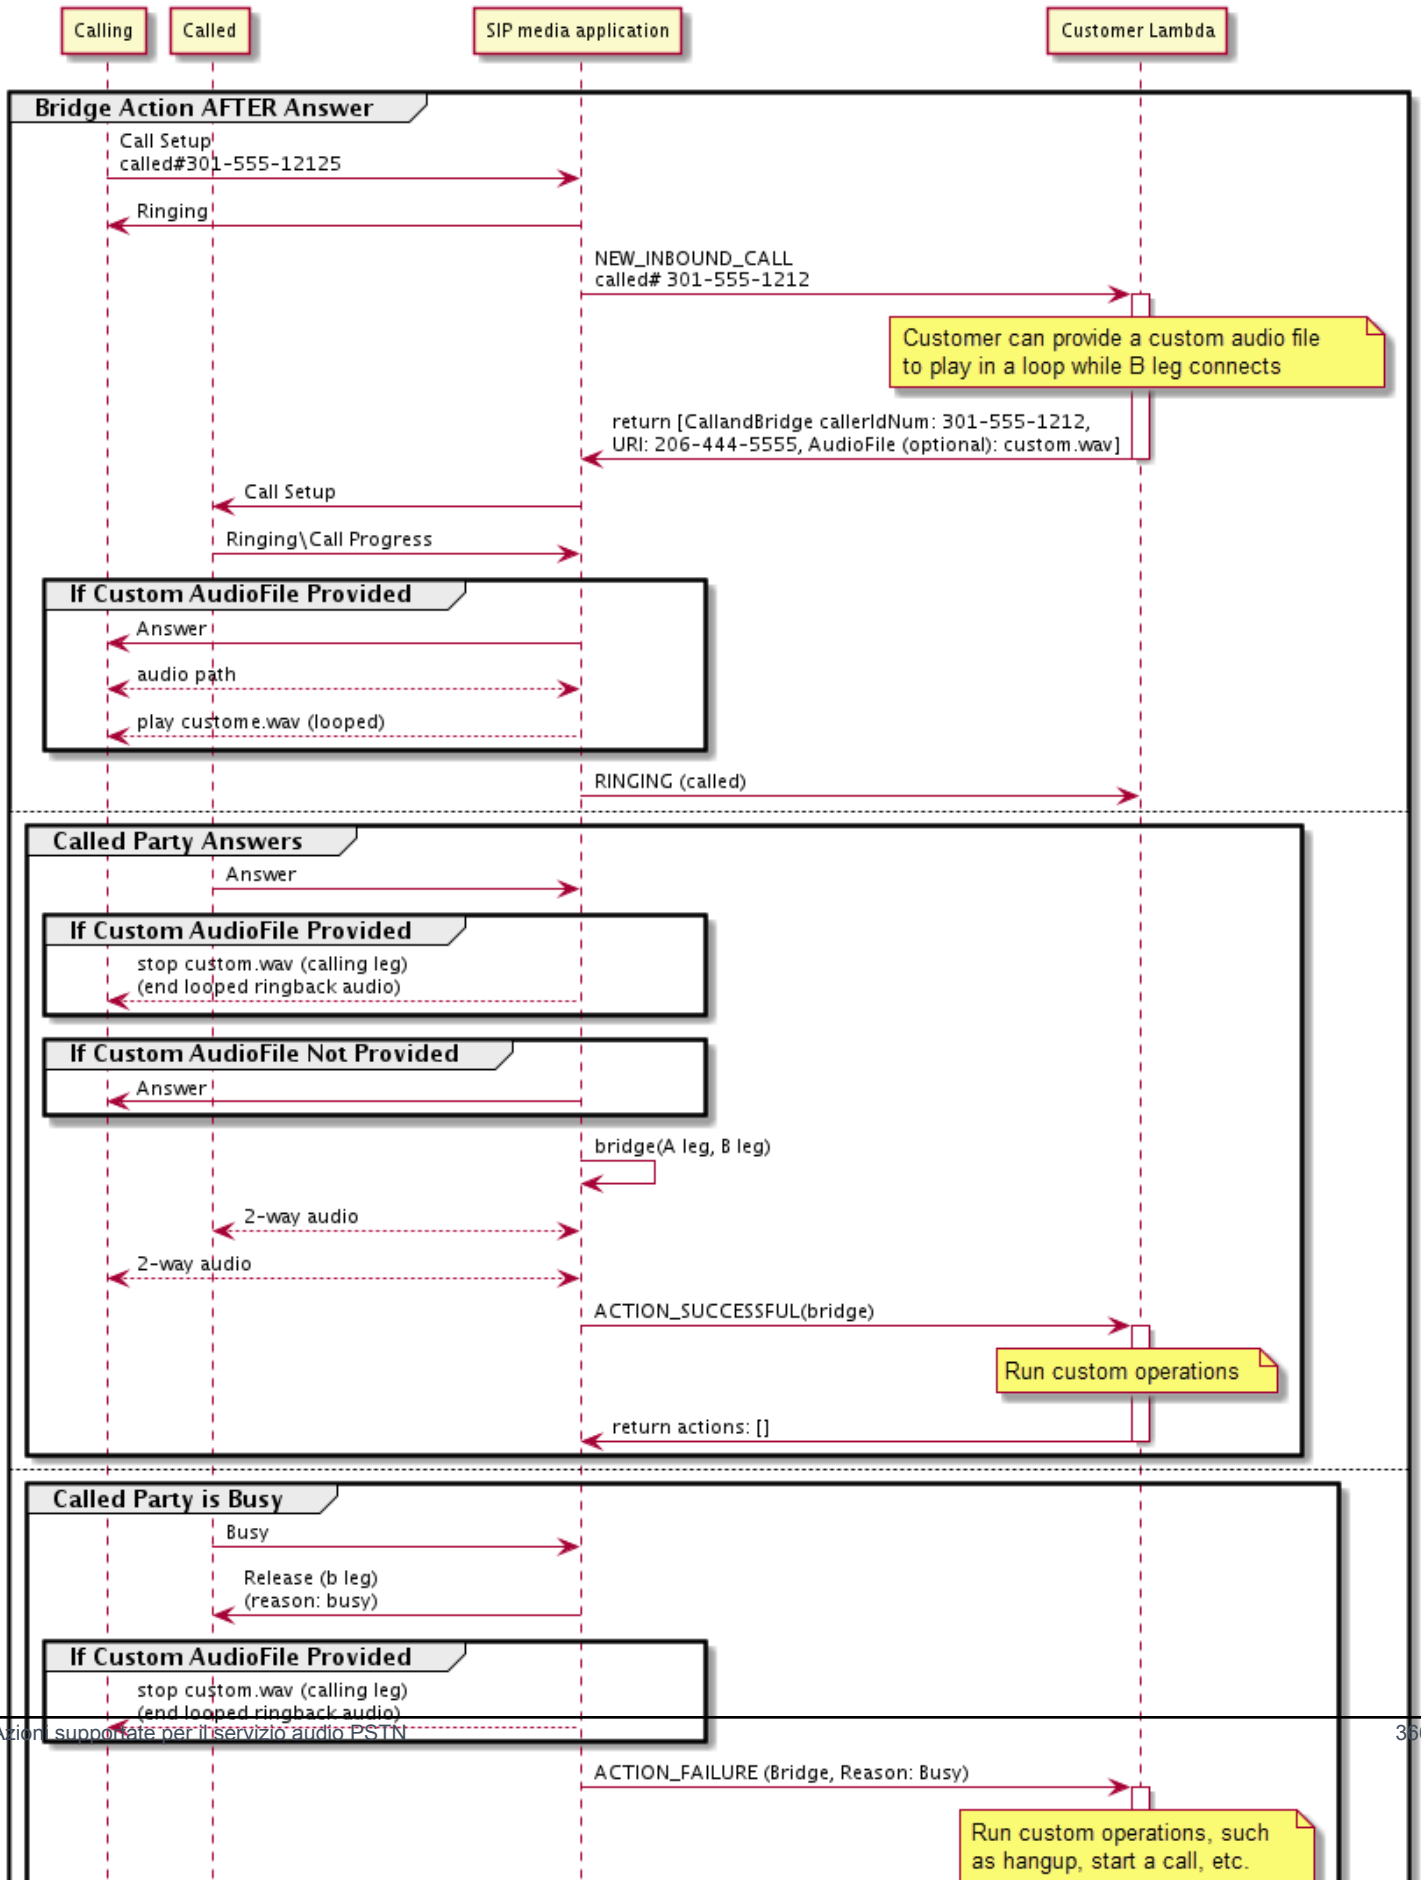 Calling
Called
SIP media application
Customer Lambda
Bridge Action AFTER Answer
Call Setup
called#301-555-12125
Ringing
NEW_INBOUND_CALL
called# 301-555-1212
Customer can provide a custom audio file
to play in a loop while B leg connects
return [CallandBridge callerIdNum: 301-555-1212,
URI: 206-444-5555, AudioFile (optional): custom.wav]
Call Setup
Ringing\Call Progress
If Custom AudioFile Provided
Answer
audio path
play custome.wav (looped)
RINGING (called)
Called Party Answers
Answer
If Custom AudioFile Provided
stop custom.wav (calling leg)
(end looped ringback audio)
If Custom AudioFile Not Provided
Answer
bridge(A leg, B leg)
2-way audio
2-way audio
ACTION_SUCCESSFUL(bridge)
Run custom operations
return actions: []
Called Party is Busy
Busy
Release (b leg)
(reason: busy)
If Custom AudioFile Provided
stop custom.wav (calling leg)
(end looped ringback audio)
Azioni supportate per il servizio audio PSTN
ACTION_FAILURE (Bridge, Reason: Busy)
Run custom operations, such
as hangup, start a call, etc.